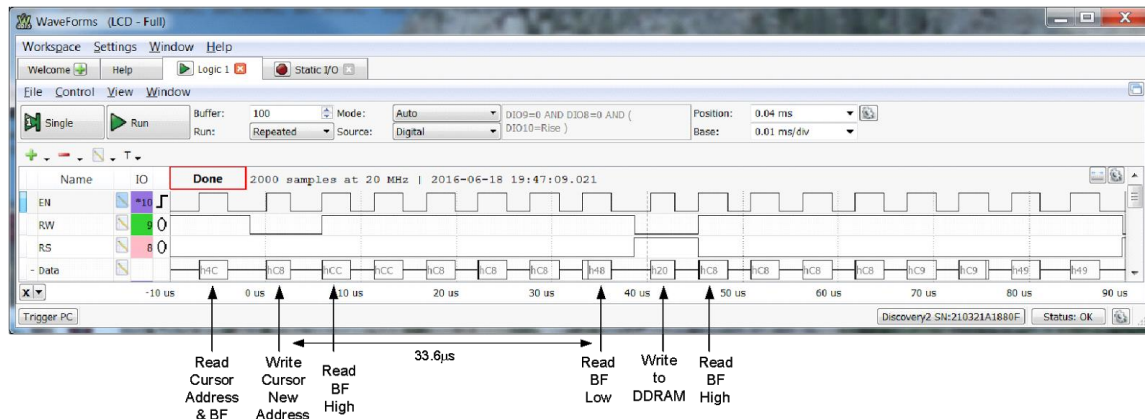 WaveForms (LCD - Full)
Workspace Settings Window Help
Welcome Help Logic 1 Static I/O
File Control View Window
Single Run Buffer: 100 Mode: Auto DIO9=0 AND DIO8=0 AND ( Position: 0.04 ms
Run: Repeated Source: Digital DIO10=Rise ) Base: 0.01 ms/div
T
Name IO Done 2000 samples at 20 MHz | 2016-06-18 19:47:09.021
EN *10
RW 9
RS 8
- Data h4C hC8 hCC hCC hC8 hC8 hC8 h48 h20 hC8 hC8 hC8 hC8 hC9 hC9 h49 h49
X -10 us 0 us 10 us 20 us 30 us 40 us 50 us 60 us 70 us 80 us 90 us
Trigger PC Discovery2 SN:210321A1880F Status: OK
33.6µs
Read Cursor Address & BF
Write Cursor New Address
Read BF High
Read BF Low
Write to DDRAM
Read BF High